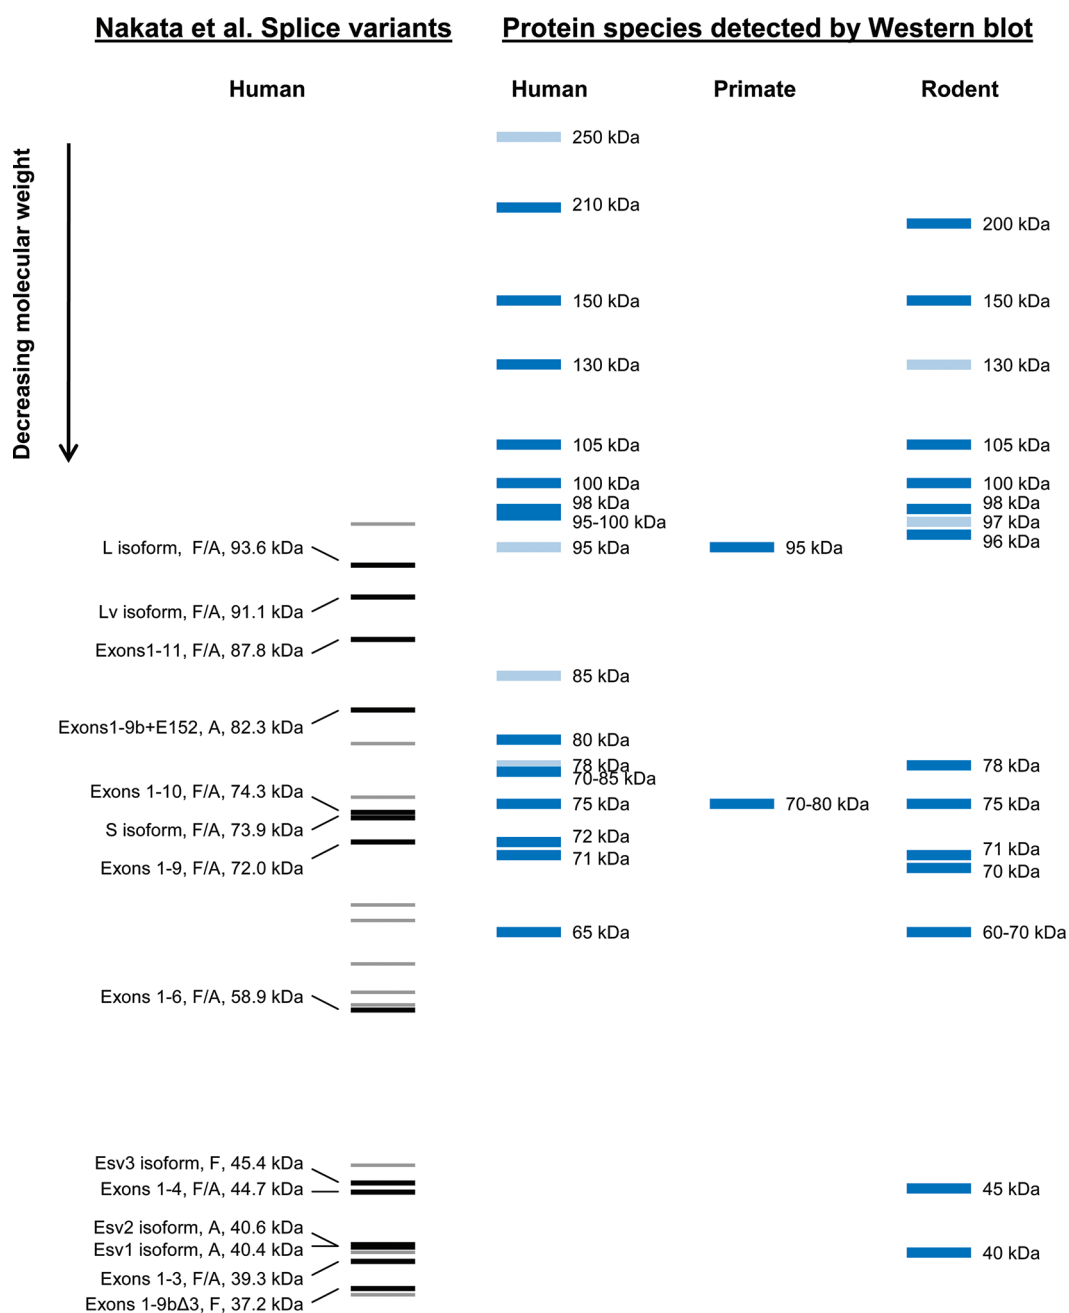 Nakata et al. Splice variants
Protein species detected by Western blot
Human
Human
Primate
Rodent
Decreasing molecular weight
L isoform, F/A, 93.6 kDa
Lv isoform, F/A, 91.1 kDa
Exons1-11, F/A, 87.8 kDa
Exons1-9b+E152, A, 82.3 kDa
Exons 1-10, F/A, 74.3 kDa
S isoform, F/A, 73.9 kDa
Exons 1-9, F/A, 72.0 kDa
Exons 1-6, F/A, 58.9 kDa
Esv3 isoform, F, 45.4 kDa
Exons 1-4, F/A, 44.7 kDa
Esv2 isoform, A, 40.6 kDa
Esv1 isoform, A, 40.4 kDa
Exons 1-3, F/A, 39.3 kDa
Exons 1-9bΔ3, F, 37.2 kDa
250 kDa
210 kDa
150 kDa
130 kDa
105 kDa
100 kDa
98 kDa
95-100 kDa
95 kDa
85 kDa
80 kDa
78 kDa
70-85 kDa
75 kDa
72 kDa
71 kDa
65 kDa
95 kDa
70-80 kDa
200 kDa
150 kDa
130 kDa
105 kDa
100 kDa
98 kDa
97 kDa
96 kDa
78 kDa
75 kDa
71 kDa
70 kDa
60-70 kDa
45 kDa
40 kDa